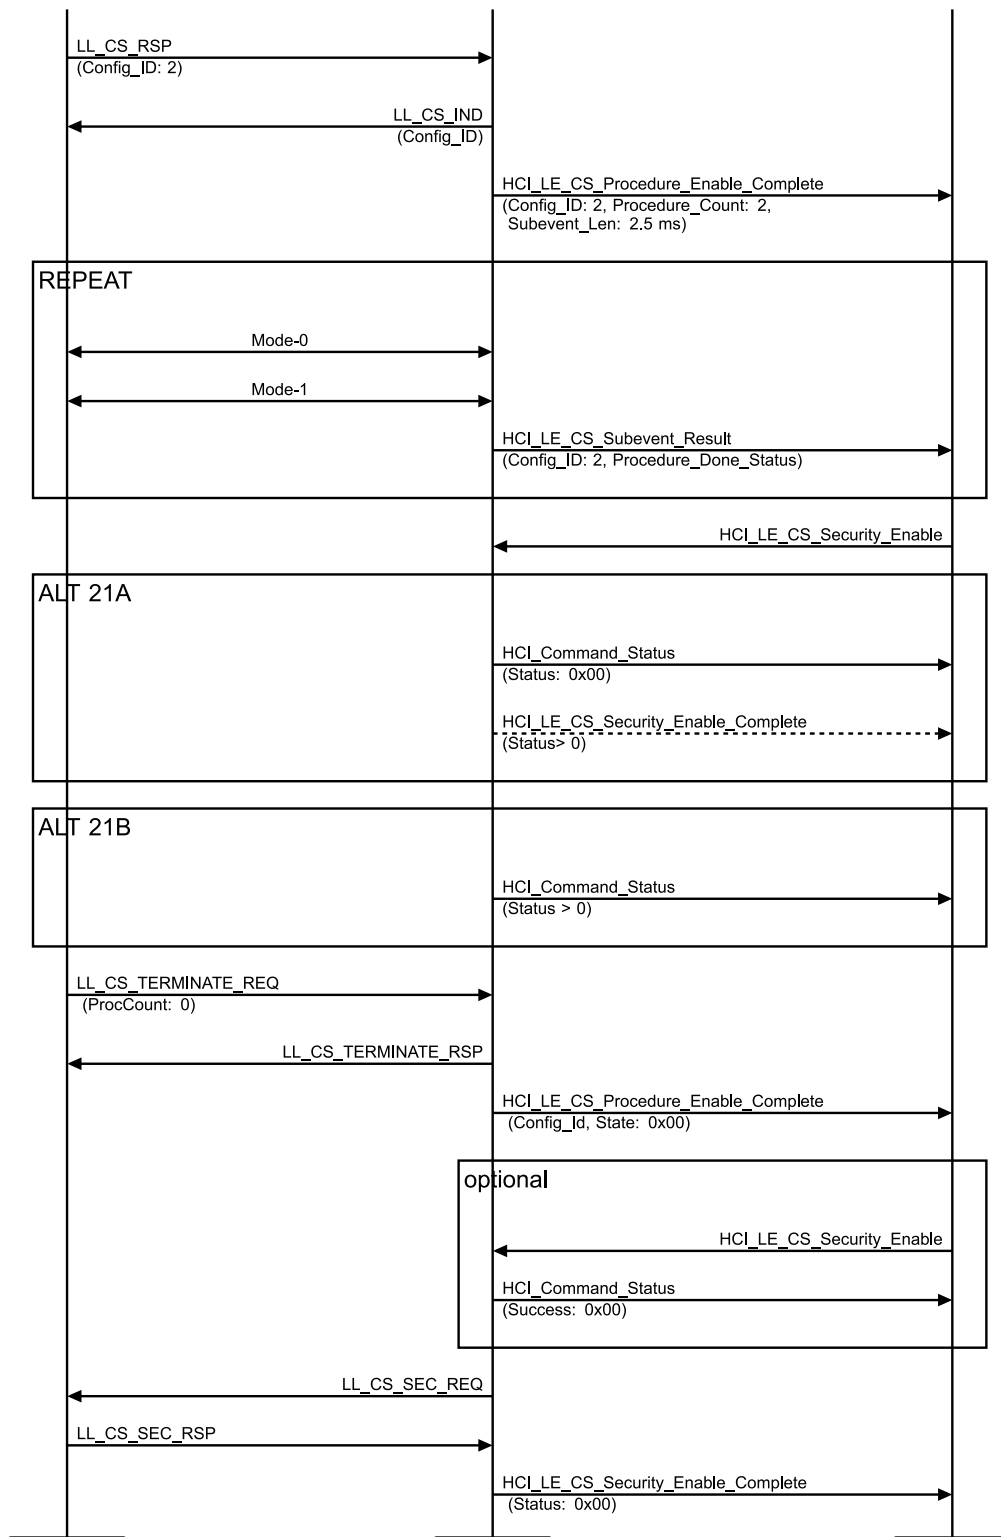 LL_CS_RSP
(Config_ID: 2)
LL_CS_IND
(Config_ID)
HCI_LE_CS_Procedure_Enable_Complete
(Config_ID: 2, Procedure_Count: 2,
Subevent_Len: 2.5 ms)
REPEAT
Mode-0
Mode-1
HCI_LE_CS_Subevent_Result
(Config_ID: 2, Procedure_Done_Status)
HCI_LE_CS_Security_Enable
ALT 21A
HCI_Command_Status
(Status: 0x00)
HCI_LE_CS_Security_Enable_Complete
(Status> 0)
ALT 21B
HCI_Command_Status
(Status > 0)
LL_CS_TERMINATE_REQ
(ProcCount: 0)
LL_CS_TERMINATE_RSP
HCI_LE_CS_Procedure_Enable_Complete
(Config_Id, State: 0x00)
optional
HCI_LE_CS_Security_Enable
HCI_Command_Status
(Success: 0x00)
LL_CS_SEC_REQ
LL_CS_SEC_RSP
HCI_LE_CS_Security_Enable_Complete
(Status: 0x00)